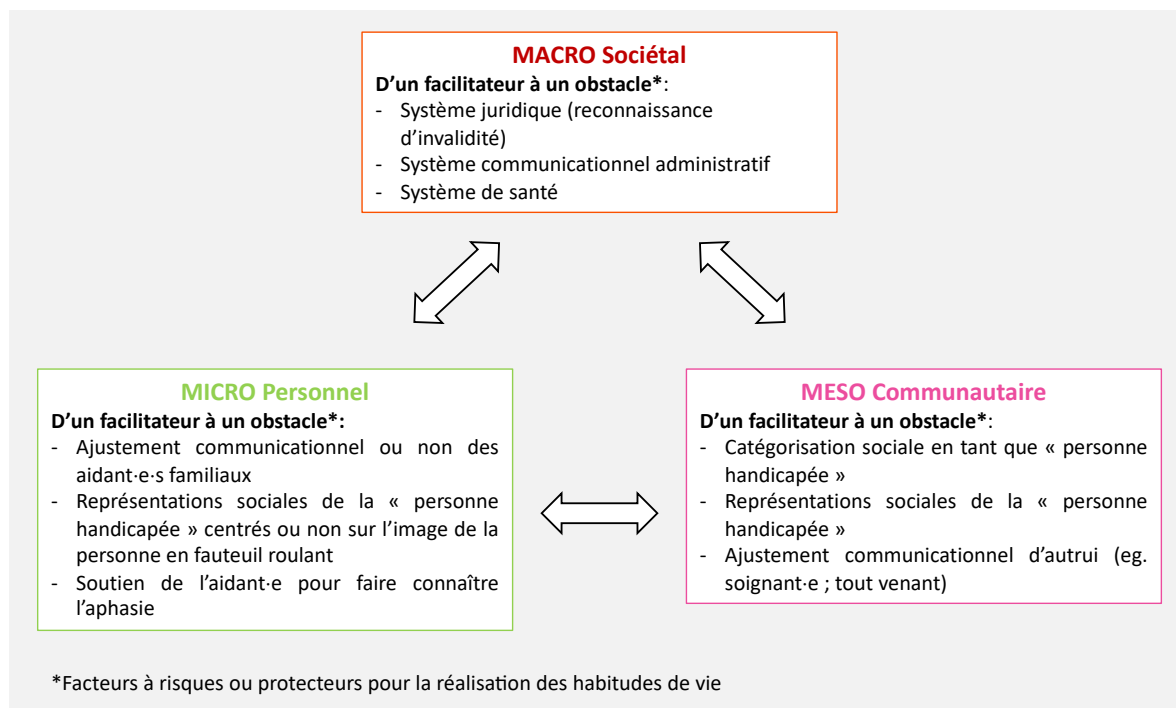 MACRO Sociétal
D’un facilitateur à un obstacle*:
- Système juridique (reconnaissance
d’invalidité)
- Système communicationnel administratif
- Système de santé
MICRO Personnel
D’un facilitateur à un obstacle*:
- Ajustement communicationnel ou non des
aidant·e·s familiaux
- Représentations sociales de la « personne
handicapée » centrés ou non sur l’image de la
personne en fauteuil roulant
- Soutien de l’aidant·e pour faire connaître
l’aphasie
MESO Communautaire
D’un facilitateur à un obstacle*:
- Catégorisation sociale en tant que « personne
handicapée »
- Représentations sociales de la « personne
handicapée »
- Ajustement communicationnel d’autrui (eg.
soignant·e ; tout venant)
*Facteurs à risques ou protecteurs pour la réalisation des habitudes de vie